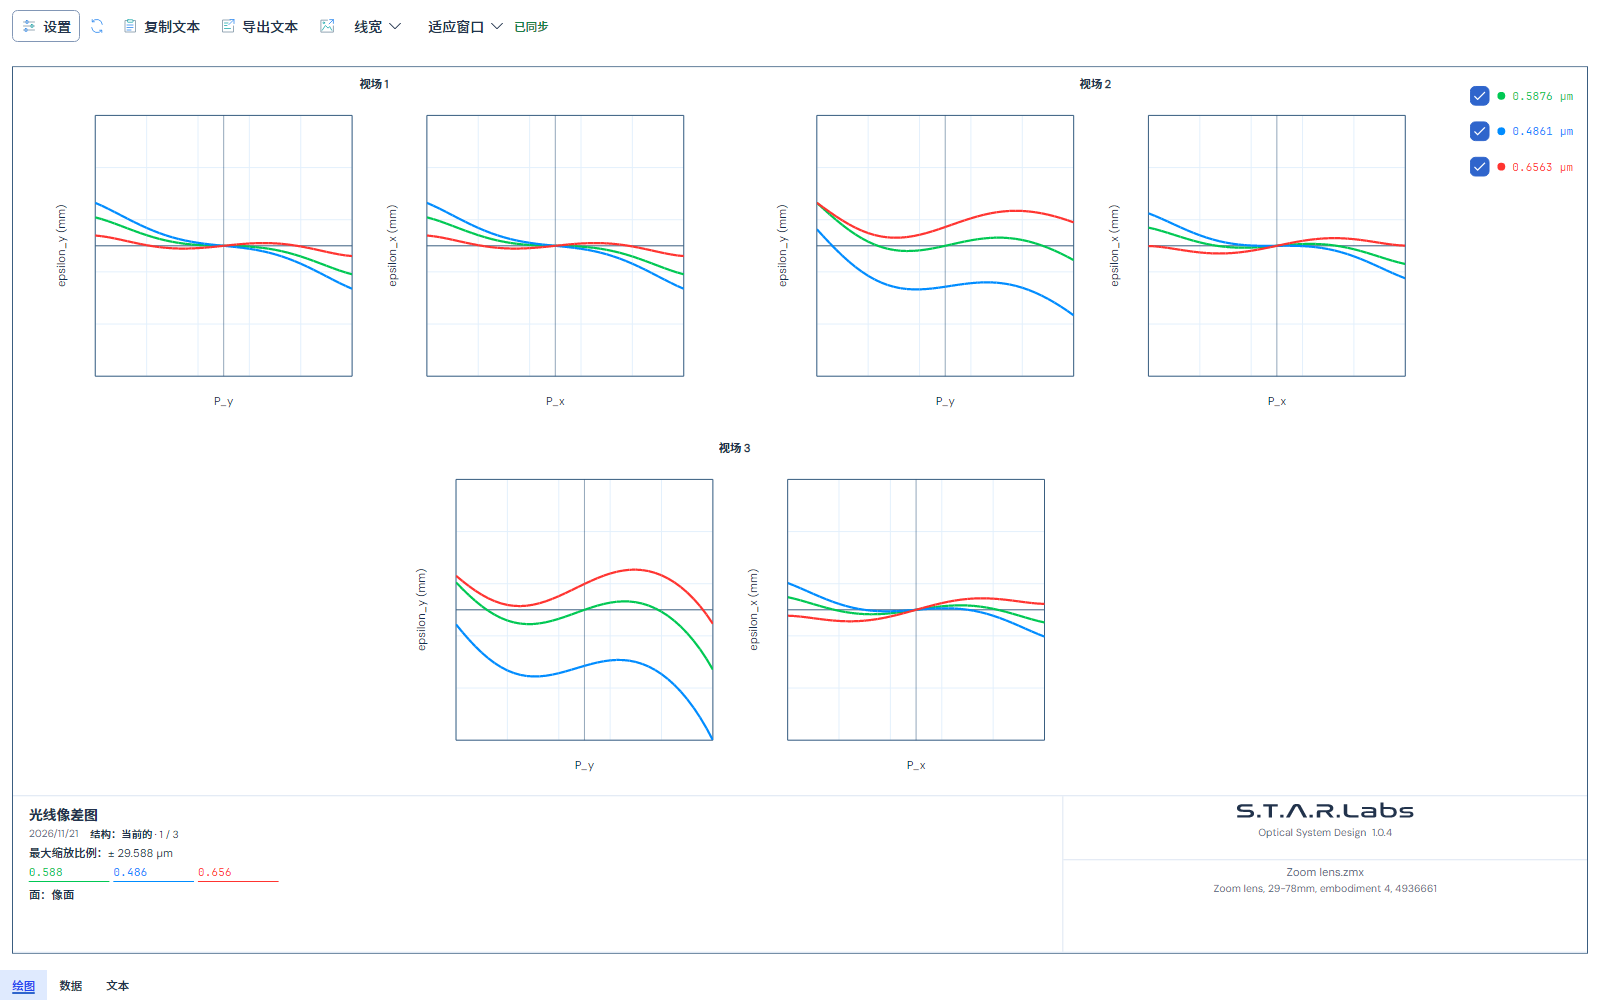 设置 复制文本 导出文本 线宽 适应窗口 已同步
视场 1
视场 2
0.5876 μm
0.4861 μm
0.6563 μm
epsilon_y (mm)
epsilon_x (mm)
epsilon_y (mm)
epsilon_x (mm)
P_y
P_x
P_y
P_x
视场 3
epsilon_y (mm)
epsilon_x (mm)
P_y
P_x
光线像差图
2026/11/21 结构：当前的 · 1 / 3
最大缩放比例：± 29.588 μm
0.588 0.486 0.656
面：像面
S.T.A.R.Labs
Optical System Design 1.0.4
Zoom lens.zmx
Zoom lens, 29-78mm, embodiment 4, 4936661
绘图 数据 文本